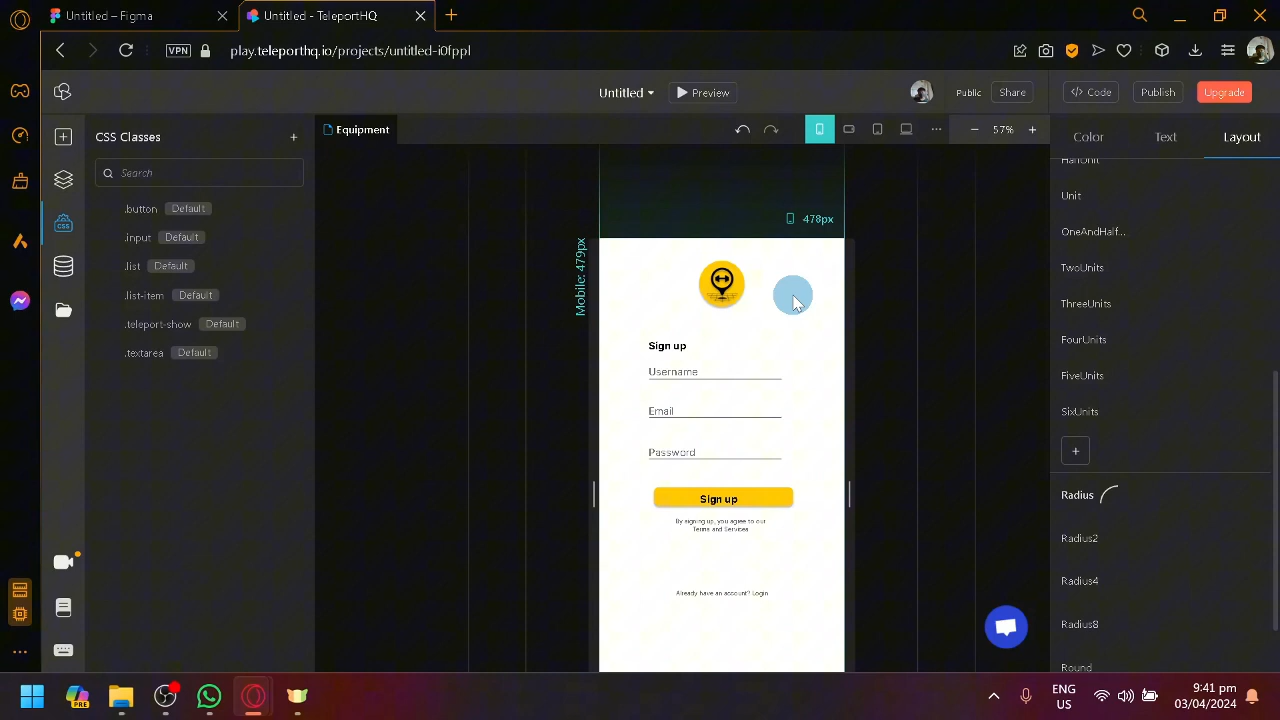 Untitled – Figma
Untitled - TeleportHQ
VPN
play.teleporthq.io/projects/untitled-i0fppl
Untitled
Preview
Public
Share
</> Code
Publish
Upgrade
CSS Classes
Search
.button Default
.input Default
.list Default
.list-item Default
.teleport-show Default
.textarea Default
Equipment
57%
Color
Text
Layout
478px
Mobile: 479px
Sign up
Username
Email
Password
Sign up
By signing up, you agree to our
Terms and Services
Already have an account? Login
HalfUnit
Unit
OneAndHalf...
TwoUnits
ThreeUnits
FourUnits
FiveUnits
SixUnits
Radius
Radius2
Radius4
Radius8
Round
PRE
ENG
US
9:41 pm
03/04/2024